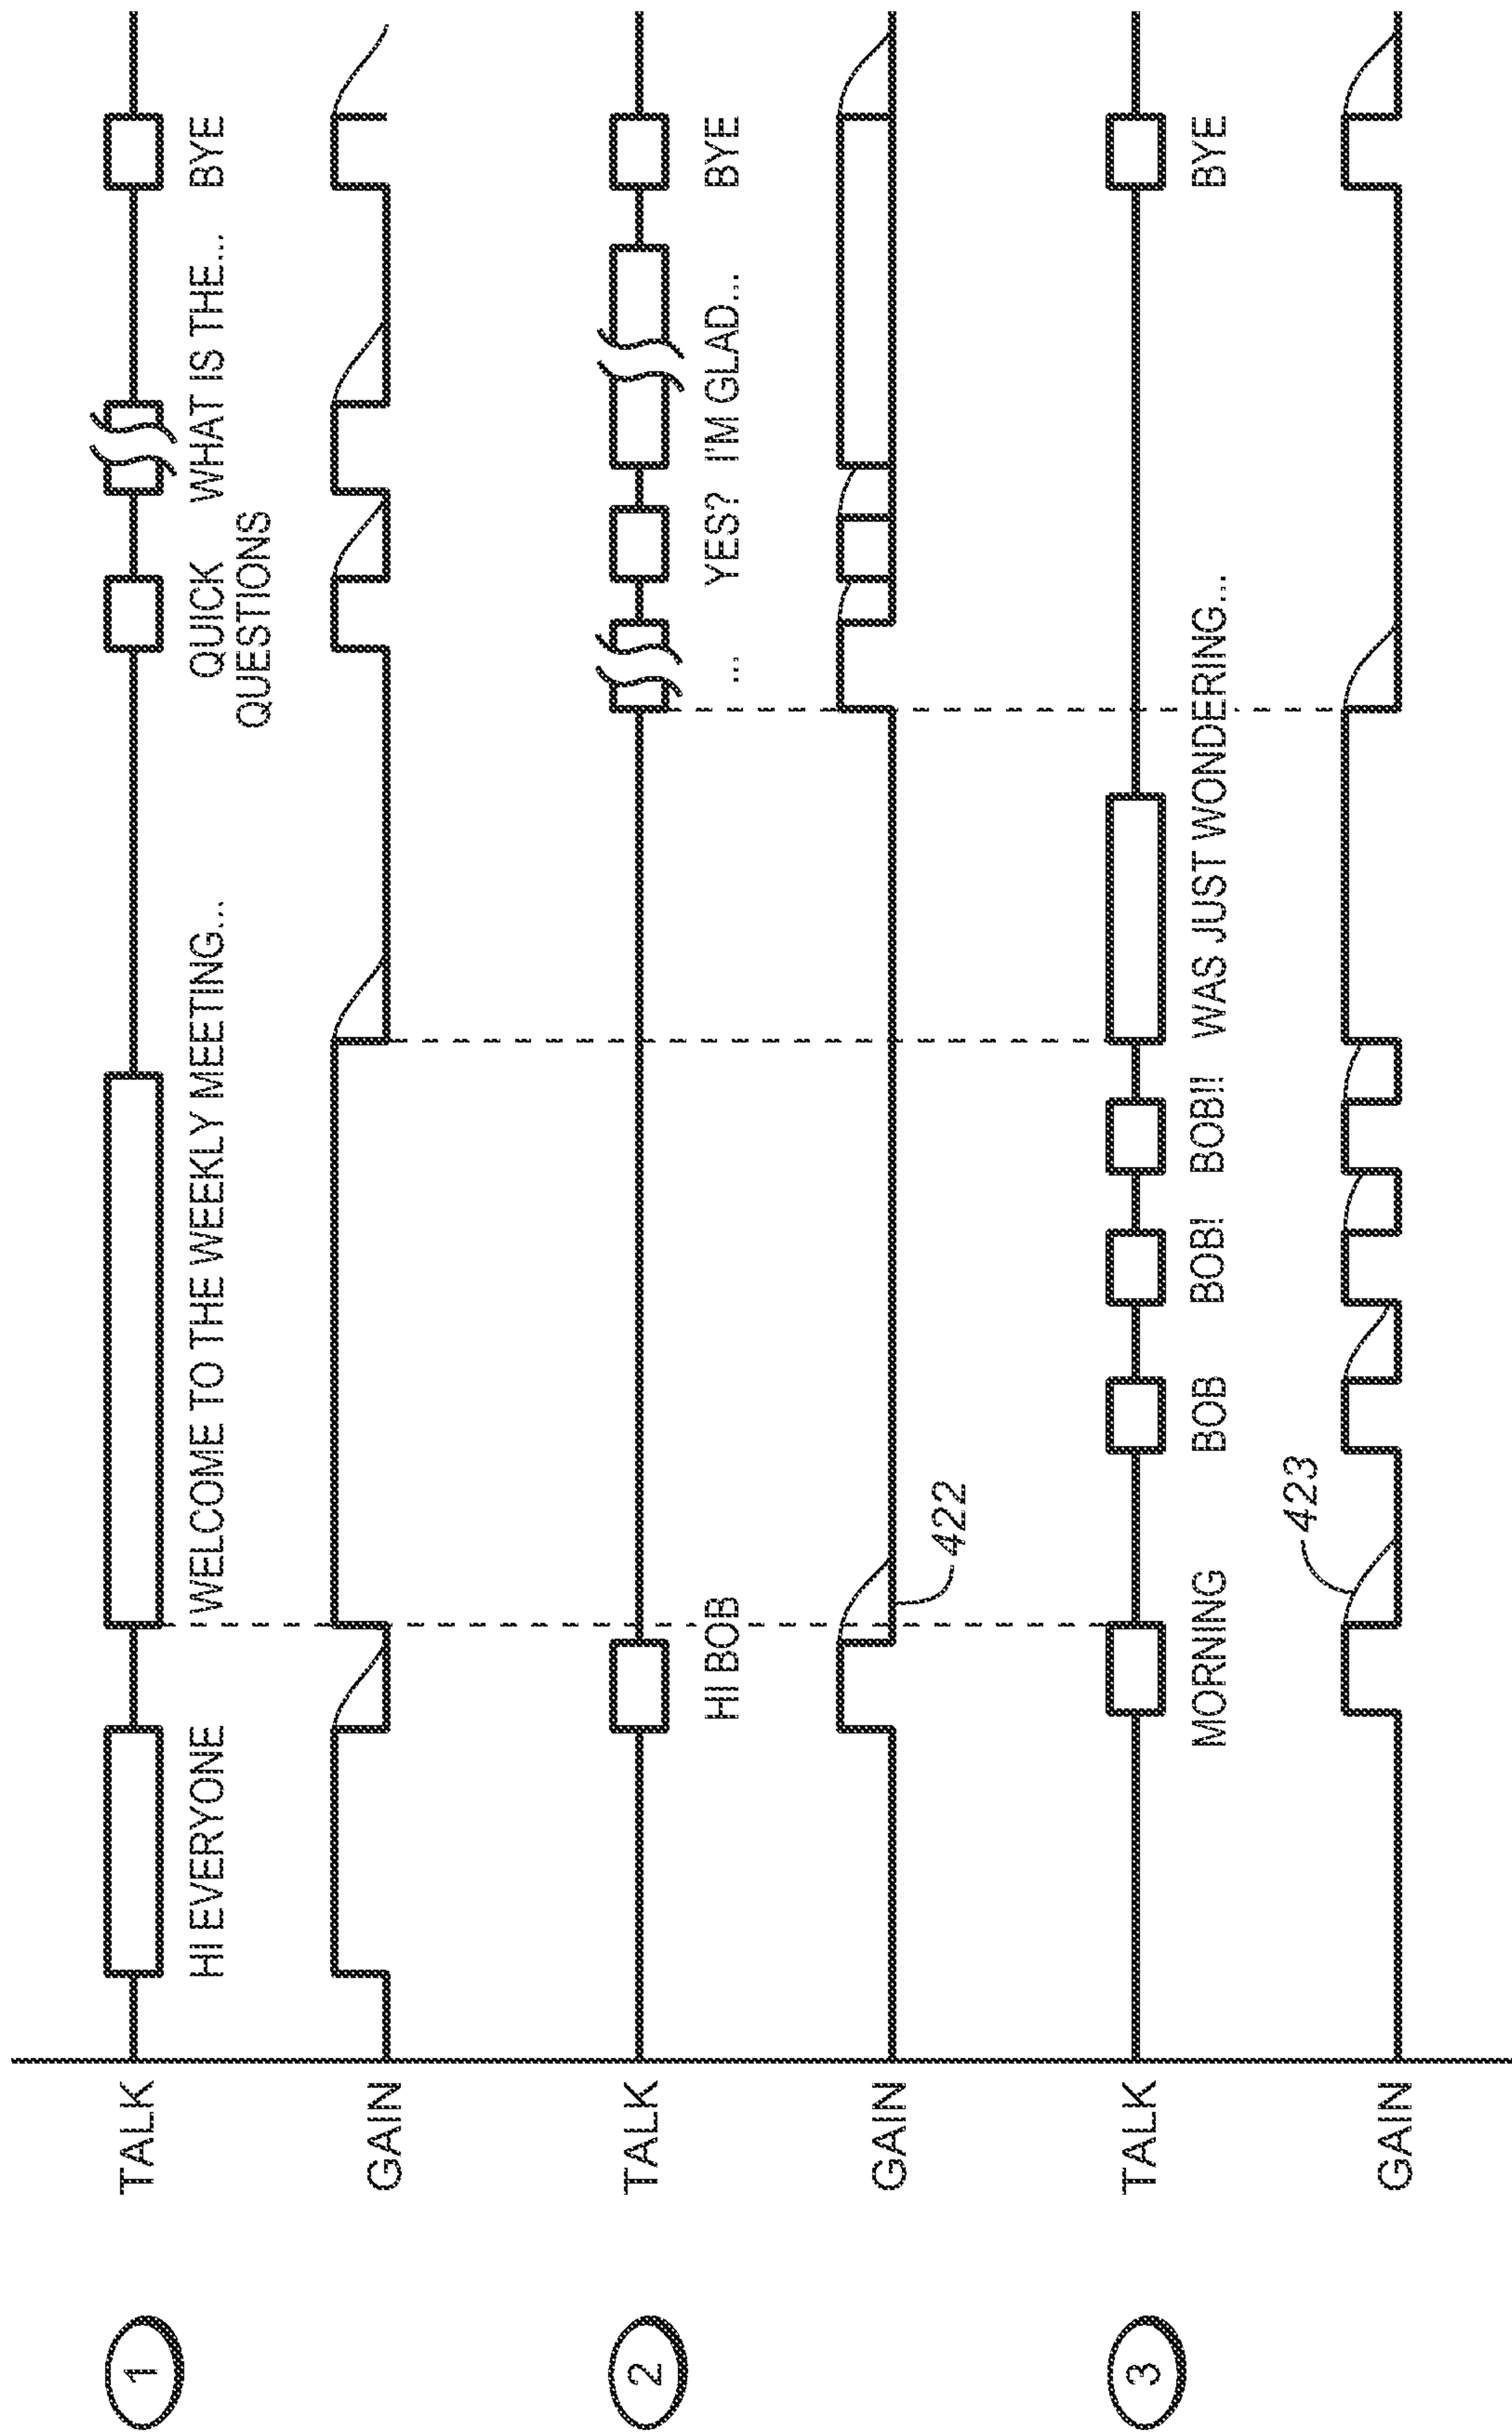 1
TALK
HI EVERYONE
WELCOME TO THE WEEKLY MEETING...
QUICK
QUESTIONS
WHAT IS THE...
BYE
GAIN
2
TALK
HI BOB
...
YES?
I'M GLAD...
BYE
GAIN
422
3
TALK
MORNING
BOB
BOB!
BOB!!
WAS JUST WONDERING...
BYE
GAIN
423